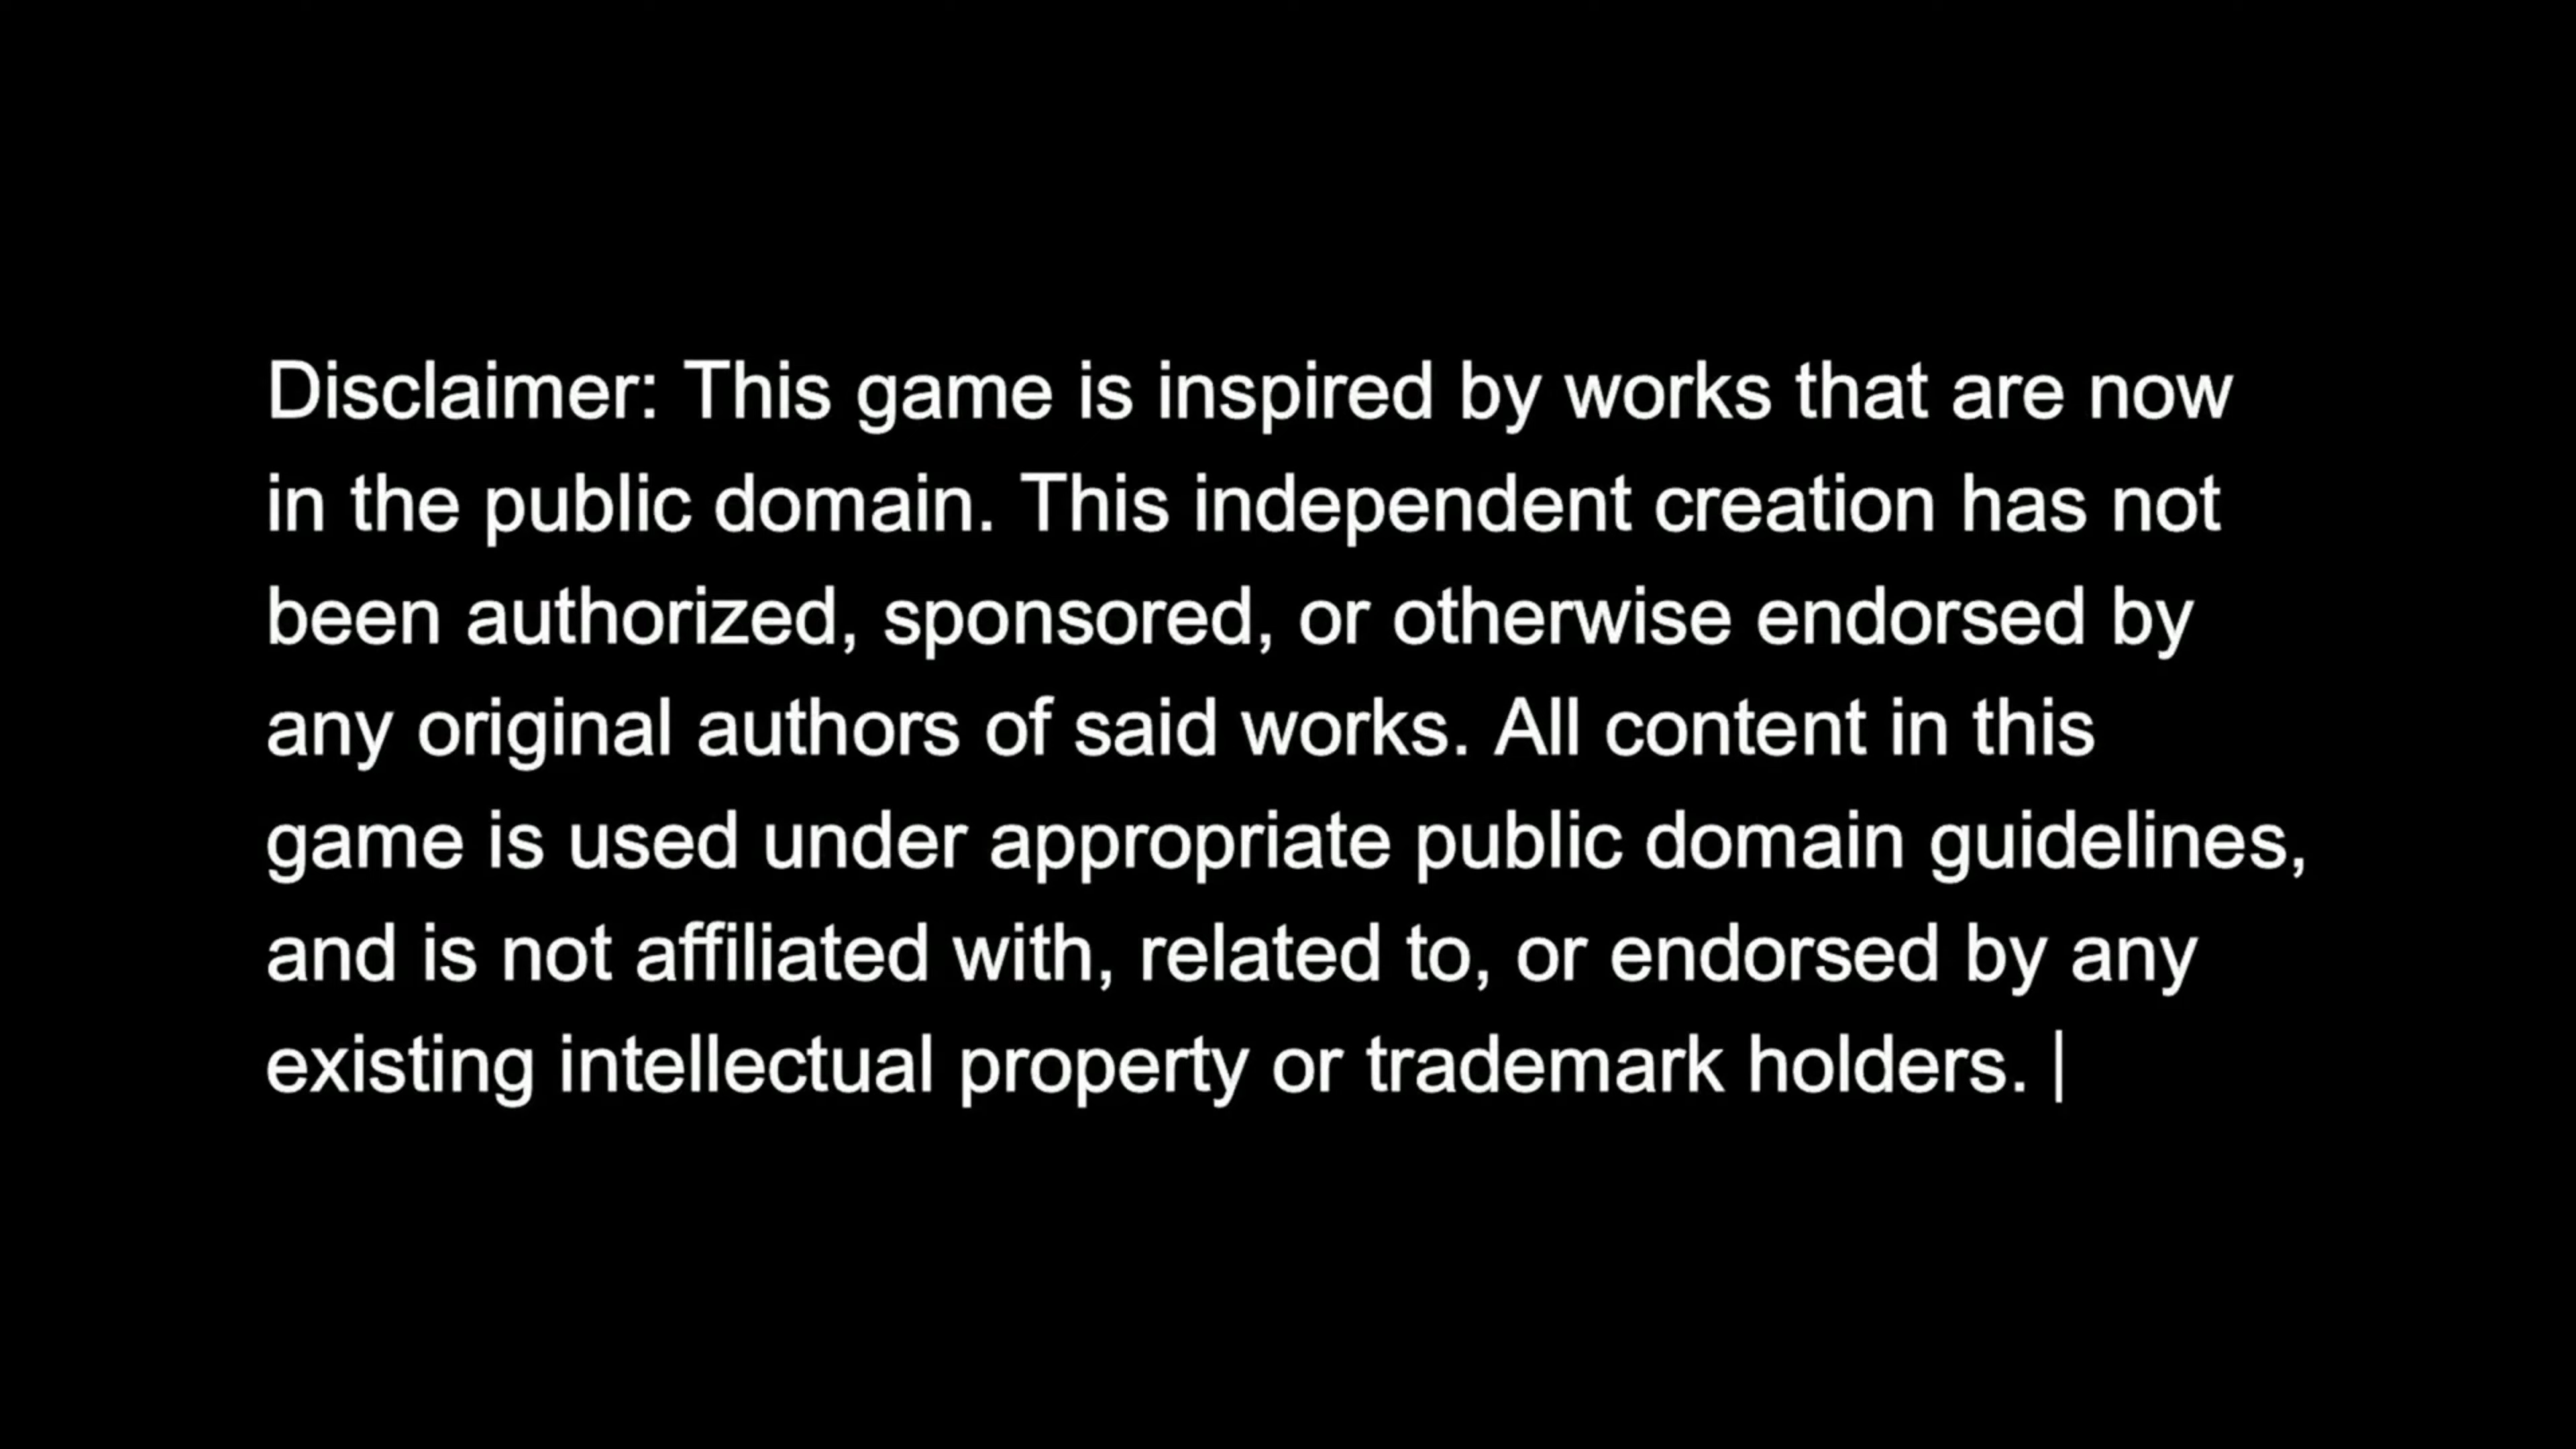 Disclaimer: This game is inspired by works that are now
in the public domain. This independent creation has not
been authorized, sponsored, or otherwise endorsed by
any original authors of said works. All content in this
game is used under appropriate public domain guidelines,
and is not affiliated with, related to, or endorsed by any
existing intellectual property or trademark holders. |